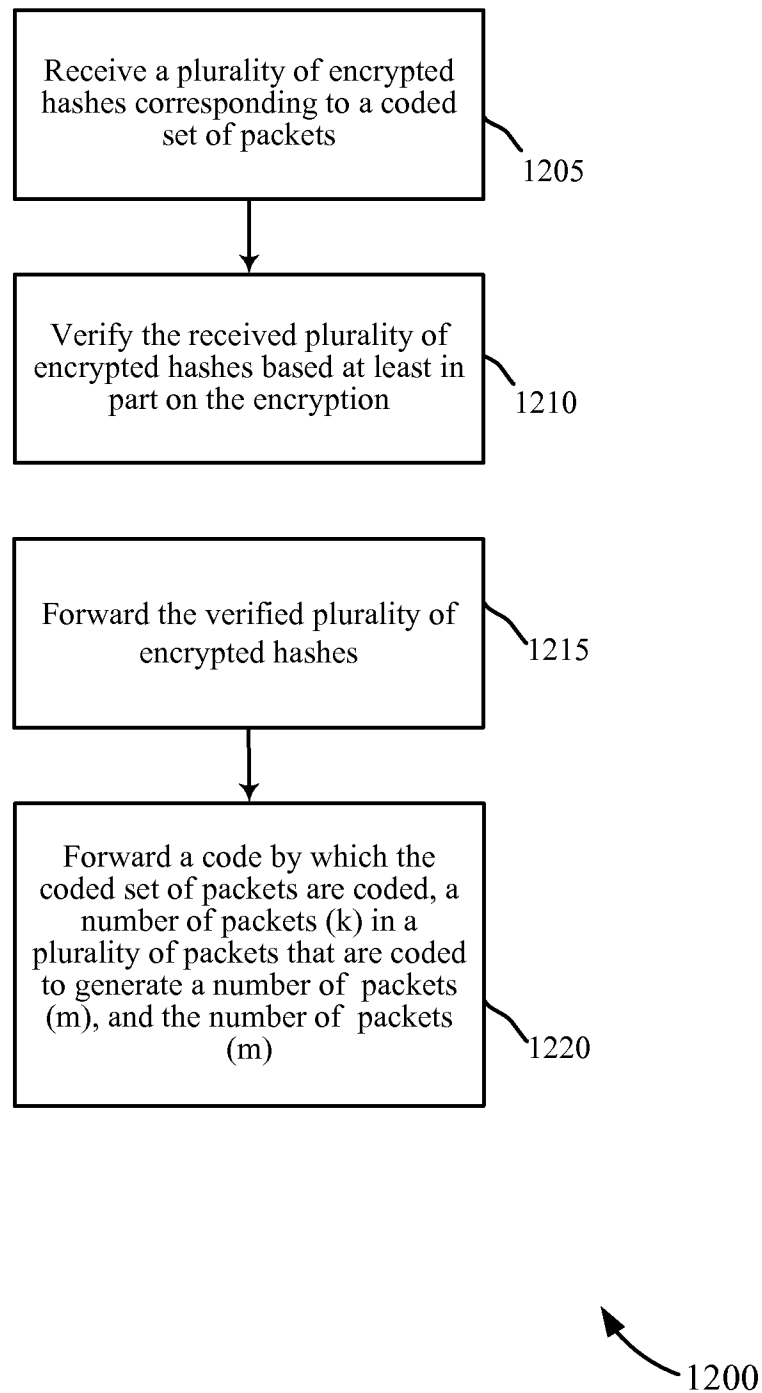 Receive a plurality of encrypted
hashes corresponding to a coded
set of packets
1205
Verify the received plurality of
encrypted hashes based at least in
part on the encryption
1210
Forward the verified plurality of
encrypted hashes
1215
Forward a code by which the
coded set of packets are coded, a
number of packets (k) in a
plurality of packets that are coded
to generate a number of packets
(m), and the number of packets
(m)
1220
1200